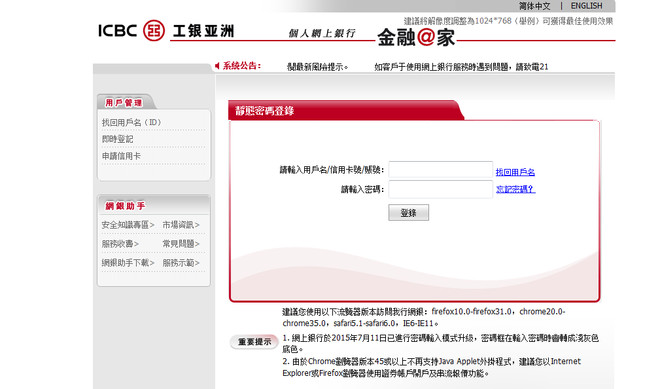 简体中文 | ENGLISH
ICBC 工银亚洲
個人網上銀行 金融@家
建議將解像度調整為1024*768（舉例）可獲得最佳使用效果
系統公告：
閱最新風險提示。 如客戶于使用網上銀行服務時遇到問題，請致電21
用戶管理
找回用戶名（ID）
即時登記
申請信用卡
網銀助手
安全知識專區> 市場資訊>
服務收費> 常見問題>
網銀助手下載> 服務示範>
靜態密碼登錄
請輸入用戶名/信用卡號/賬號: 找回用戶名
請輸入密碼: 忘記密碼？
登錄
建議您使用以下流覽器版本訪問我行網銀：firefox10.0-firefox31.0，chrome20.0-
chrome35.0，safari5.1-safari6.0，IE6-IE11。
重要提示
1. 網上銀行於2015年7月11日已進行密碼輸入模式升級，密碼框在輸入密碼時會轉成淺灰色
底色。
2. 由於Chrome瀏覽器版本45或以上不再支持Java Applet外掛程式，建議您以Internet
Explorer或Firefox瀏覽器使用證券帳戶開戶及串流報價功能。